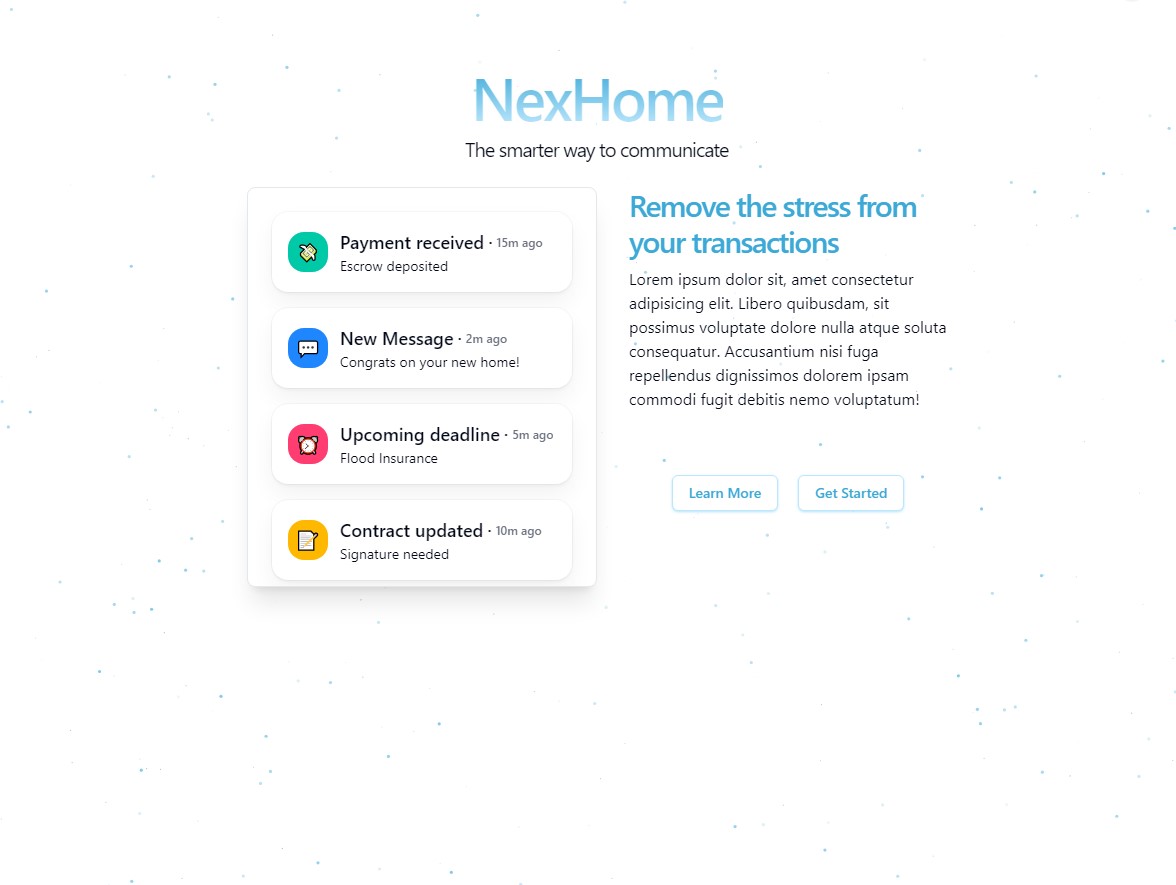 NexHome
The smarter way to communicate
Payment received · 15m ago
Escrow deposited
New Message · 2m ago
Congrats on your new home!
Upcoming deadline · 5m ago
Flood Insurance
Contract updated · 10m ago
Signature needed
Remove the stress from
your transactions
Lorem ipsum dolor sit, amet consectetur
adipisicing elit. Libero quibusdam, sit
possimus voluptate dolore nulla atque soluta
consequatur. Accusantium nisi fuga
repellendus dignissimos dolorem ipsam
commodi fugit debitis nemo voluptatum!
Learn More
Get Started